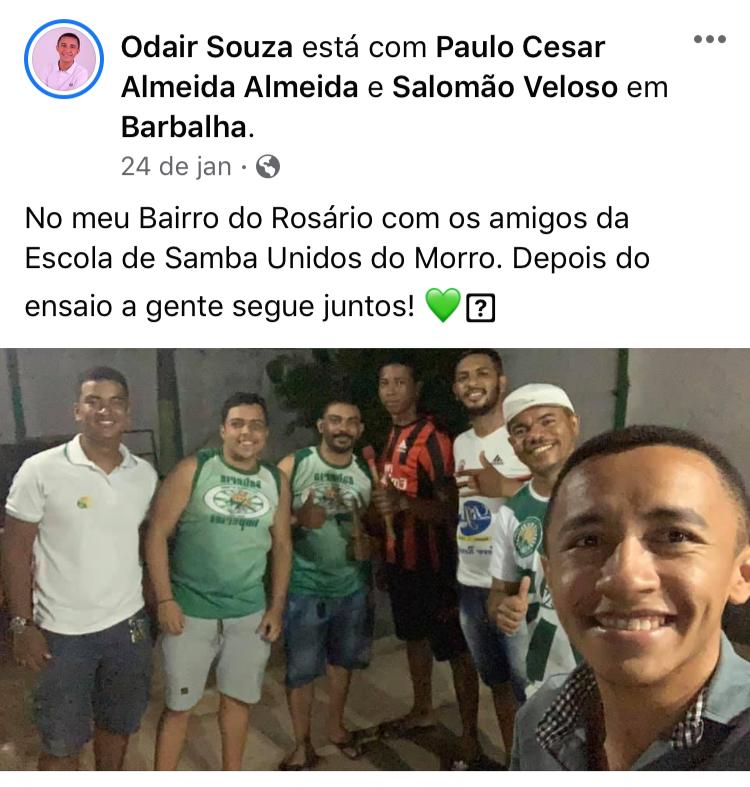 Odair Souza está com Paulo Cesar
Almeida Almeida e Salomão Veloso em
Barbalha.
24 de jan ·
No meu Bairro do Rosário com os amigos da
Escola de Samba Unidos do Morro. Depois do
ensaio a gente segue juntos! 💚